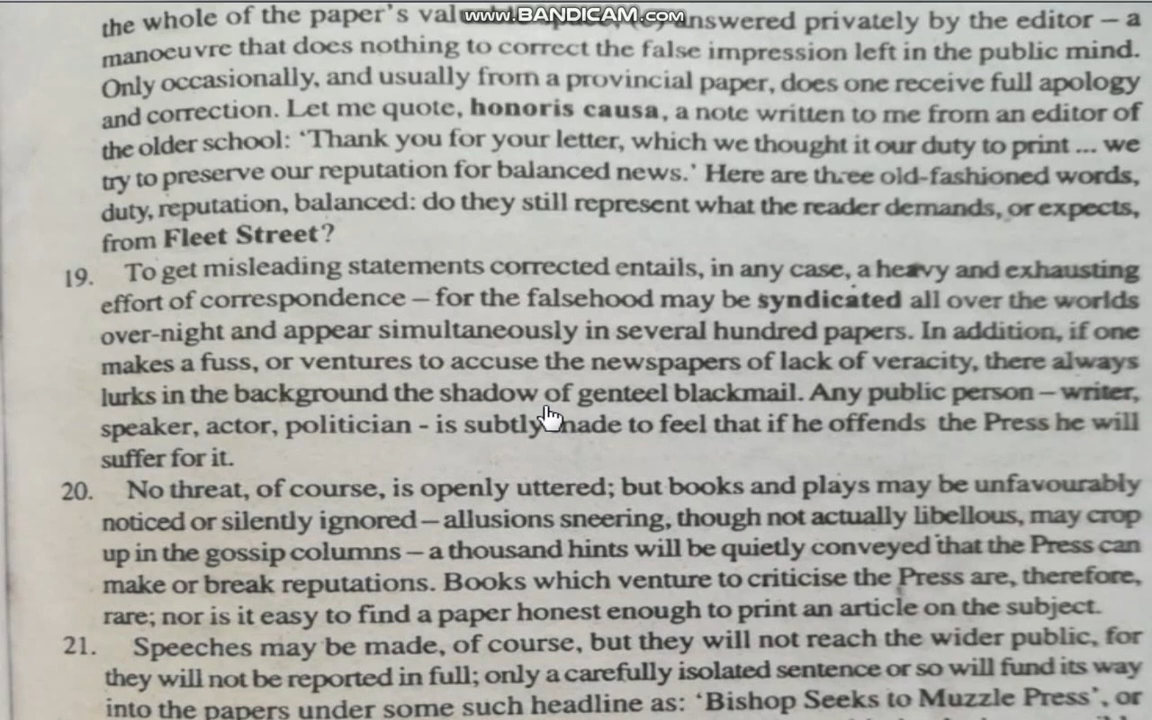 www.BANDICAM.com
the whole of the paper's answered privately by the editor – a
manoeuvre that does nothing to correct the false impression left in the public mind.
Only occasionally, and usually from a provincial paper, does one receive full apology
and correction. Let me quote, honoris causa, a note written to me from an editor of
the older school: 'Thank you for your letter, which we thought it our duty to print ... we
try to preserve our reputation for balanced news.' Here are three old-fashioned words,
duty, reputation, balanced: do they still represent what the reader demands, or expects,
from Fleet Street?
19. To get misleading statements corrected entails, in any case, a heavy and exhausting
effort of correspondence – for the falsehood may be syndicated all over the worlds
over-night and appear simultaneously in several hundred papers. In addition, if one
makes a fuss, or ventures to accuse the newspapers of lack of veracity, there always
lurks in the background the shadow of genteel blackmail. Any public person – writer,
speaker, actor, politician - is subtly made to feel that if he offends the Press he will
suffer for it.
20. No threat, of course, is openly uttered; but books and plays may be unfavourably
noticed or silently ignored – allusions sneering, though not actually libellous, may crop
up in the gossip columns – a thousand hints will be quietly conveyed that the Press can
make or break reputations. Books which venture to criticise the Press are, therefore,
rare; nor is it easy to find a paper honest enough to print an article on the subject.
21. Speeches may be made, of course, but they will not reach the wider public, for
they will not be reported in full; only a carefully isolated sentence or so will fund its way
into the papers under some such headline as: 'Bishop Seeks to Muzzle Press', or